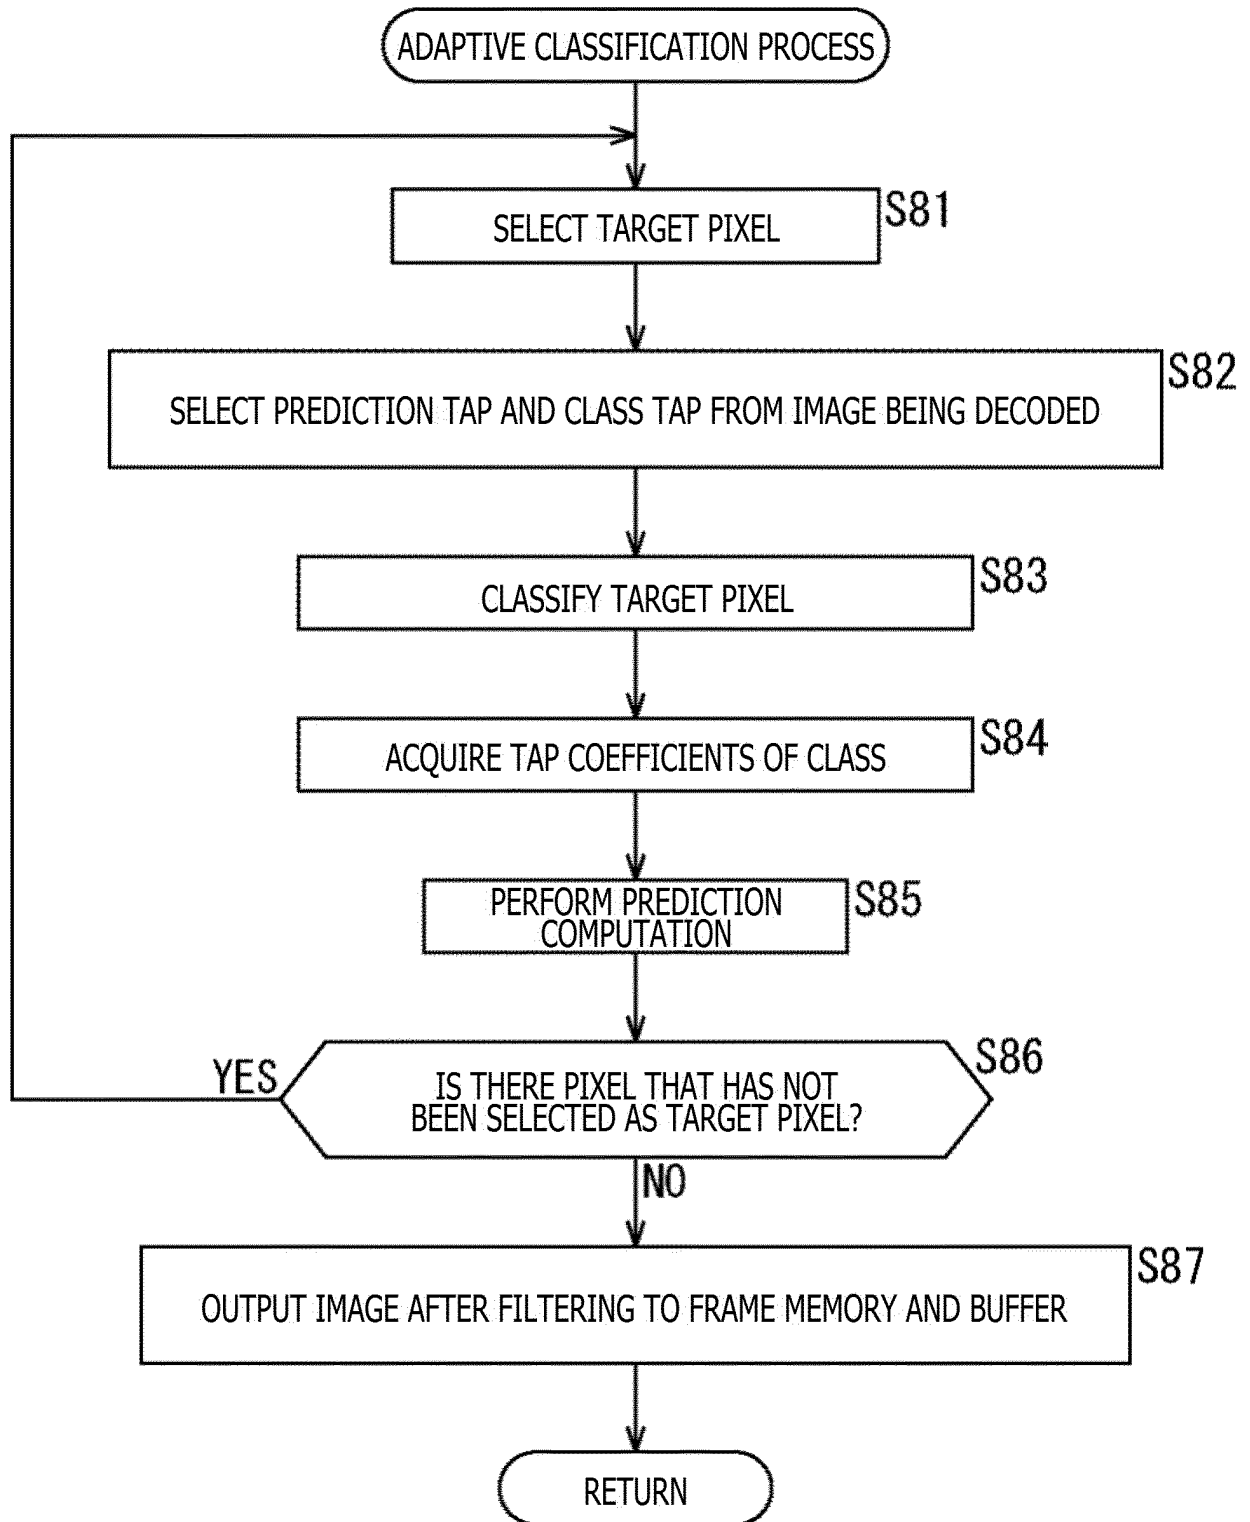 ADAPTIVE CLASSIFICATION PROCESS
SELECT TARGET PIXEL
S81
SELECT PREDICTION TAP AND CLASS TAP FROM IMAGE BEING DECODED
S82
CLASSIFY TARGET PIXEL
S83
ACQUIRE TAP COEFFICIENTS OF CLASS
S84
PERFORM PREDICTION
COMPUTATION
S85
IS THERE PIXEL THAT HAS NOT
BEEN SELECTED AS TARGET PIXEL?
S86
YES
NO
OUTPUT IMAGE AFTER FILTERING TO FRAME MEMORY AND BUFFER
S87
RETURN